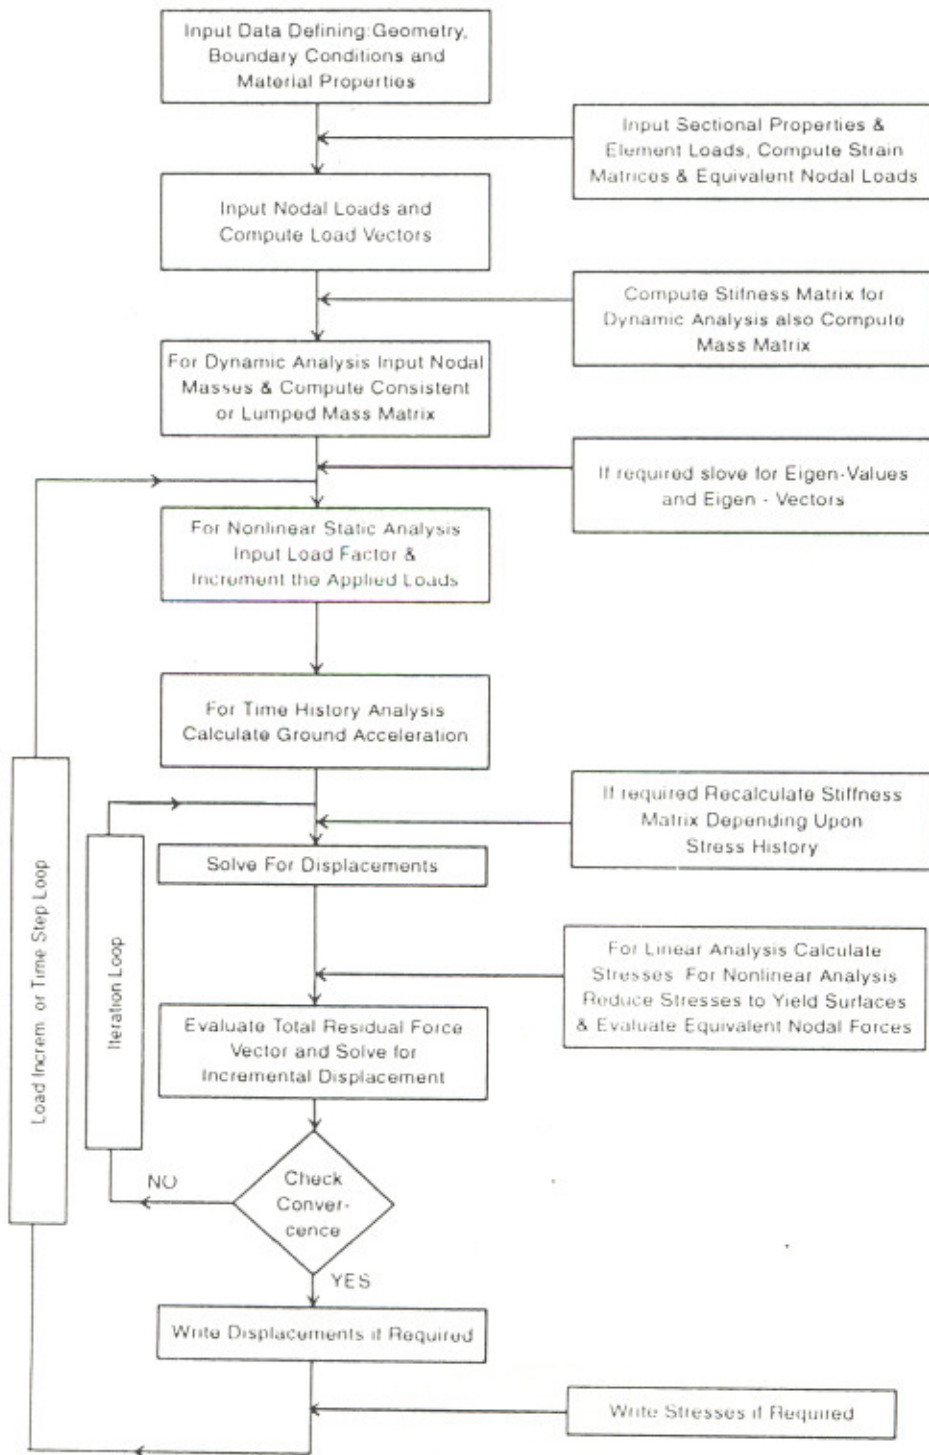 Input Data Defining:Geometry,
Boundary Conditions and
Material Properties
Input Sectional Properties &
Element Loads, Compute Strain
Matrices & Equivalent Nodal Loads
Input Nodal Loads and
Compute Load Vectors
Compute Stifness Matrix for
Dynamic Analysis also Compute
Mass Matrix
For Dynamic Analysis Input Nodal
Masses & Compute Consistent
or Lumped Mass Matrix
If required slove for Eigen-Values
and Eigen - Vectors
For Nonlinear Static Analysis
Input Load Factor &
Increment the Applied Loads
For Time History Analysis
Calculate Ground Acceleration
If required Recalculate Stiffness
Matrix Depending Upon
Stress History
Solve For Displacements
Load Increm. or Time Step Loop
Iteration Loop
For Linear Analysis Calculate
Stresses For Nonlinear Analysis
Reduce Stresses to Yield Surfaces
& Evaluate Equivalent Nodal Forces
Evaluate Total Residual Force
Vector and Solve for
Incremental Displacement
NO
Check
Conver-
cence
YES
Write Displacements if Required
Write Stresses if Required